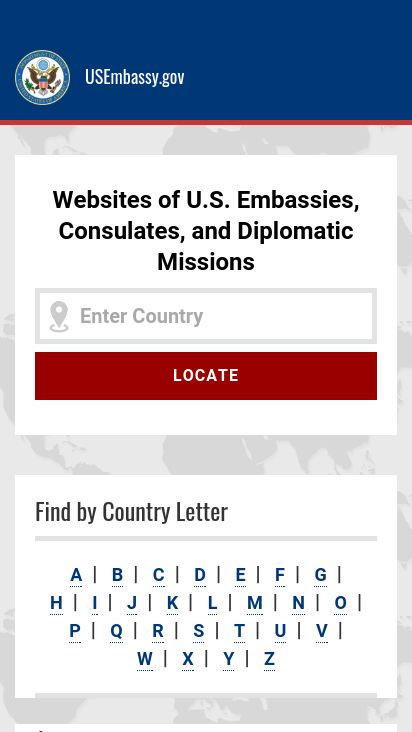 USEmbassy.gov
Websites of U.S. Embassies,
Consulates, and Diplomatic
Missions
Enter Country
LOCATE
Find by Country Letter
A | B | C | D | E | F | G |
H | I | J | K | L | M | N | O |
P | Q | R | S | T | U | V |
W | X | Y | Z